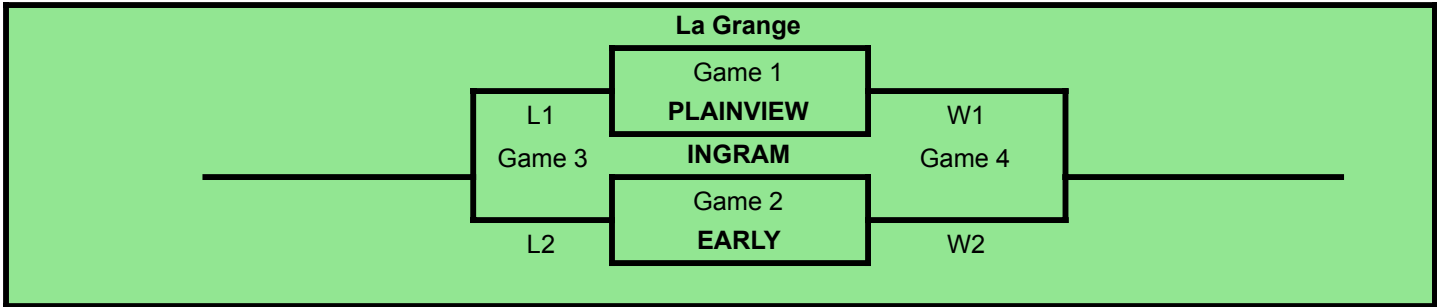 La Grange
Game 1
L1 PLAINVIEW W1
Game 3 INGRAM Game 4
Game 2
L2 EARLY W2